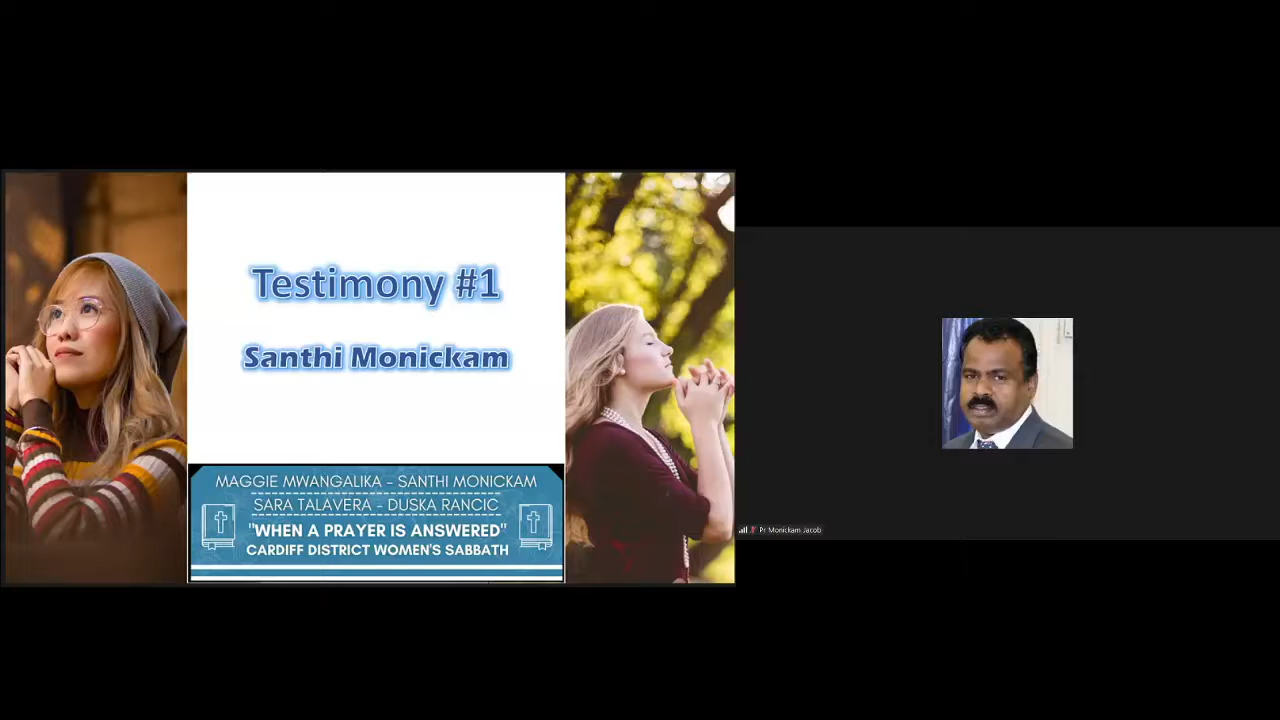 Testimony #1
Santhi Monickam
MAGGIE MWANGALIKA - SANTHI MONICKAM
SARA TALAVERA - DUSKA RANCIC
"WHEN A PRAYER IS ANSWERED"
CARDIFF DISTRICT WOMEN'S SABBATH
Pr Monickam Jacob